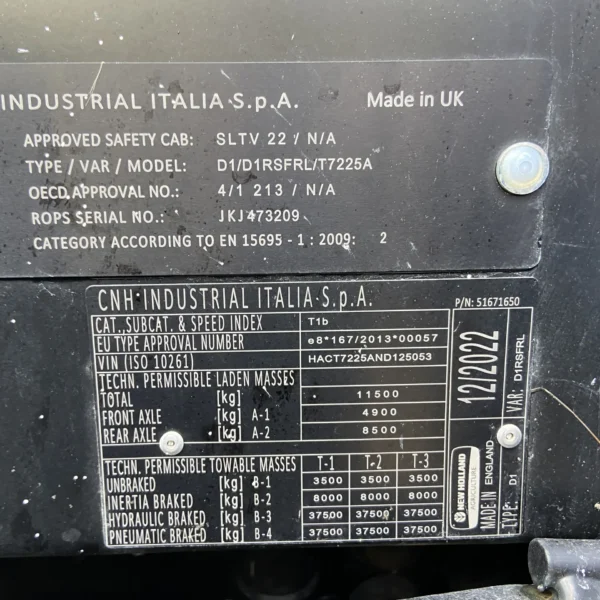 INDUSTRIAL ITALIA S.p.A. Made in UK
APPROVED SAFETY CAB: SLTV 22 / N/A
TYPE / VAR / MODEL: D1/D1RSFRL/T7225A
OECD APPROVAL NO.: 4/1 213 / N/A
ROPS SERIAL NO.: JKJ473209
CATEGORY ACCORDING TO EN 15695 - 1 : 2009: 2
CNH INDUSTRIAL ITALIA S.p.A. P/N: 51671650
CAT.,SUBCAT. & SPEED INDEX T1b
EU TYPE APPROVAL NUMBER e8*167/2013*00057
VIN (ISO 10261) HACT7225AND125053
TECHN. PERMISSIBLE LADEN MASSES
TOTAL [kg] 11500
FRONT AXLE [kg] A-1 4900
REAR AXLE [kg] A-2 8500
TECHN. PERMISSIBLE TOWABLE MASSES T-1 T-2 T-3
UNBRAKED [kg] B-1 3500 3500 3500
INERTIA BRAKED [kg] B-2 8000 8000 8000
HYDRAULIC BRAKED [kg] B-3 37500 37500 37500
PNEUMATIC BRAKED [kg] B-4 37500 37500 37500
12/2022
VAR: D1RSFRL
NEW HOLLAND
AGRICULTURE
MADE IN ENGLAND
TYPE: D1